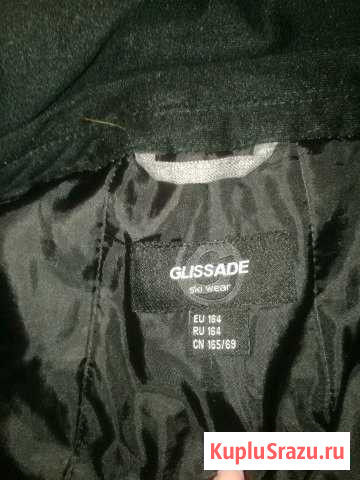 GLISSADE
ski wear
EU 164
RU 164
CN 165/69
KupluSrazu.ru